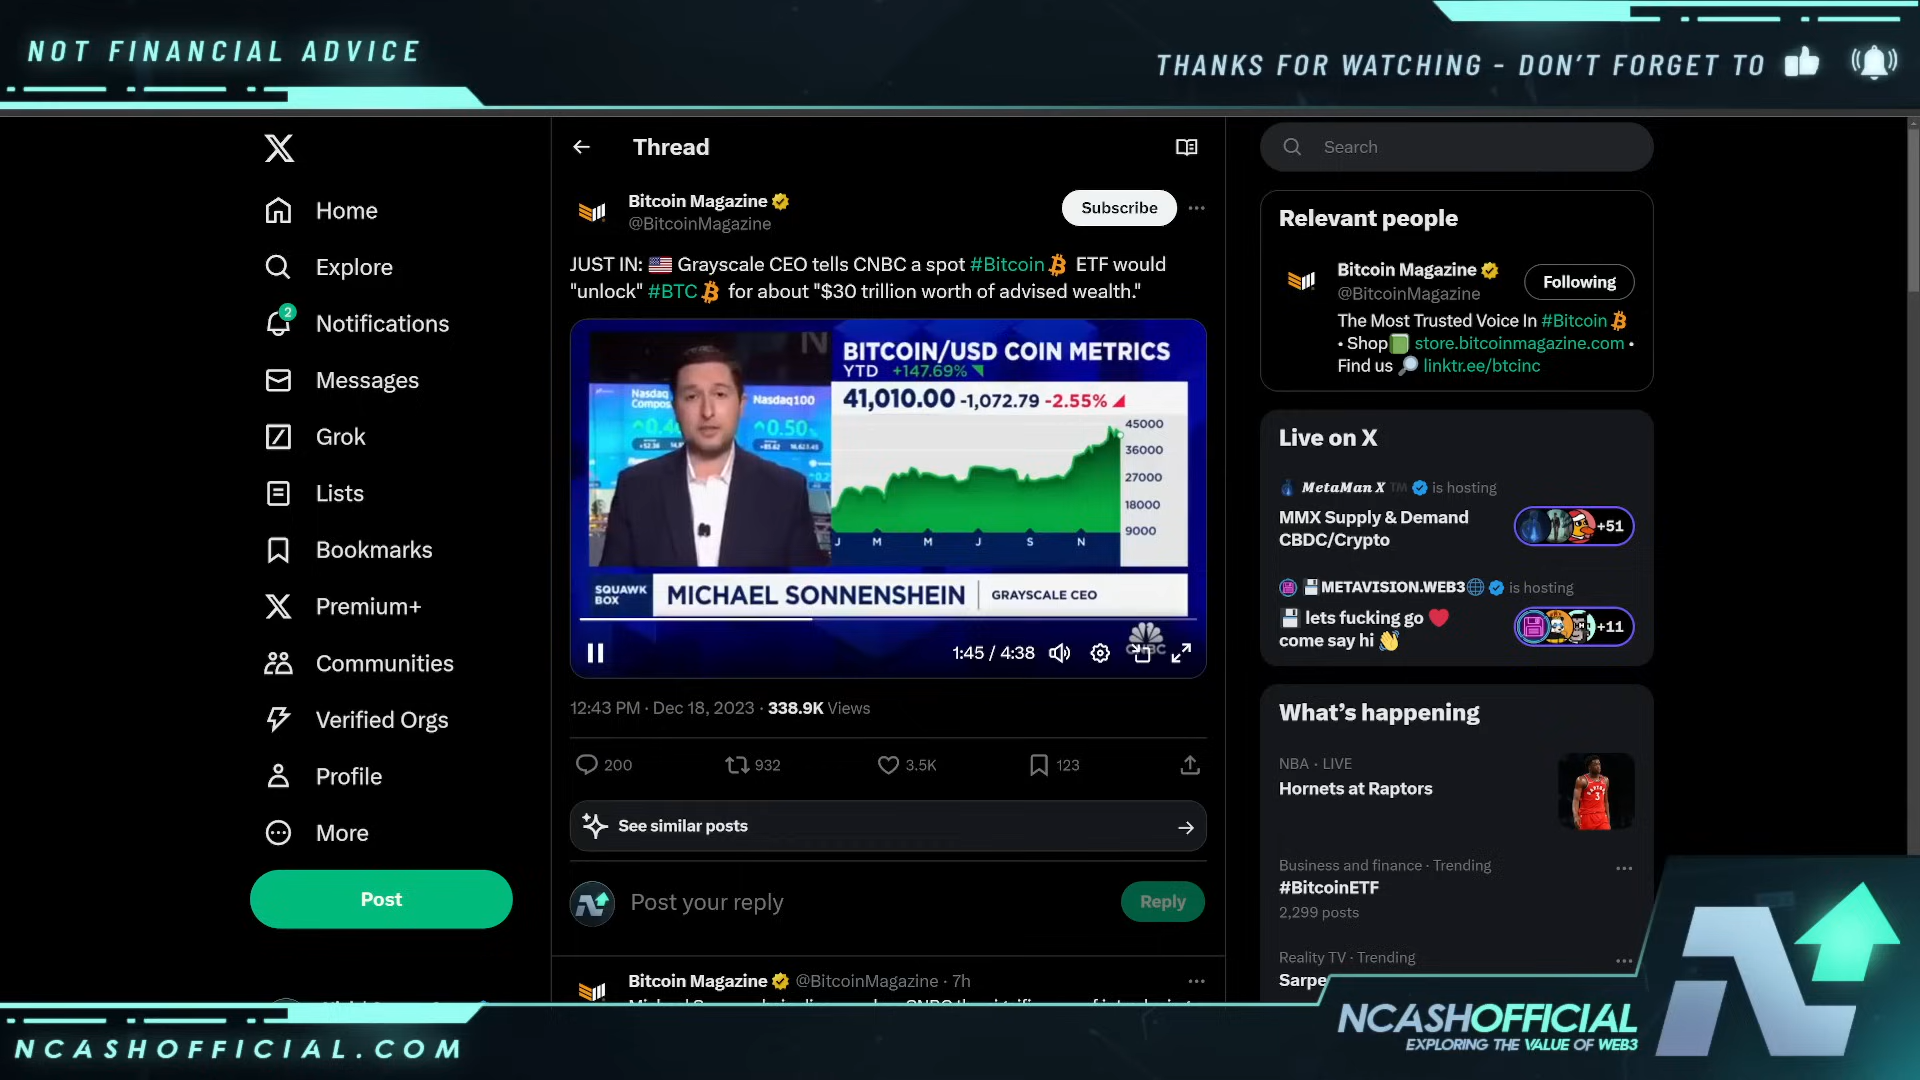 NOT FINANCIAL ADVICE
THANKS FOR WATCHING - DON'T FORGET TO
Home
Explore
2
Notifications
Messages
Grok
Lists
Bookmarks
Premium+
Communities
Verified Orgs
Profile
More
Post
Thread
Bitcoin Magazine
@BitcoinMagazine
Subscribe
JUST IN: 🇺🇸 Grayscale CEO tells CNBC a spot #Bitcoin ETF would
"unlock" #BTC for about "$30 trillion worth of advised wealth."
Nasdaq
Compos
Nasdaq100
0.50
BITCOIN/USD COIN METRICS
YTD +147.69%
41,010.00 -1,072.79 -2.55%
45000
36000
27000
18000
9000
J M M J S N
SQUAWK
BOX
MICHAEL SONNENSHEIN
GRAYSCALE CEO
1:45 / 4:38
12:43 PM · Dec 18, 2023 · 338.9K Views
200 932 3.5K 123
See similar posts
Post your reply
Reply
Bitcoin Magazine @BitcoinMagazine · 7h
Search
Relevant people
Bitcoin Magazine
@BitcoinMagazine
Following
The Most Trusted Voice In #Bitcoin
• Shop📗 store.bitcoinmagazine.com •
Find us 🔎 linktr.ee/btcinc
Live on X
MetaMan X ™ is hosting
MMX Supply & Demand
CBDC/Crypto
+51
💾METAVISION.WEB3🌐 is hosting
💾 lets fucking go ❤️
come say hi 👋
+11
What's happening
NBA · LIVE
Hornets at Raptors
Business and finance · Trending
#BitcoinETF
2,299 posts
Reality TV · Trending
Sarpe
NCASHOFFICIAL.COM
NCASHOFFICIAL
EXPLORING THE VALUE OF WEB3